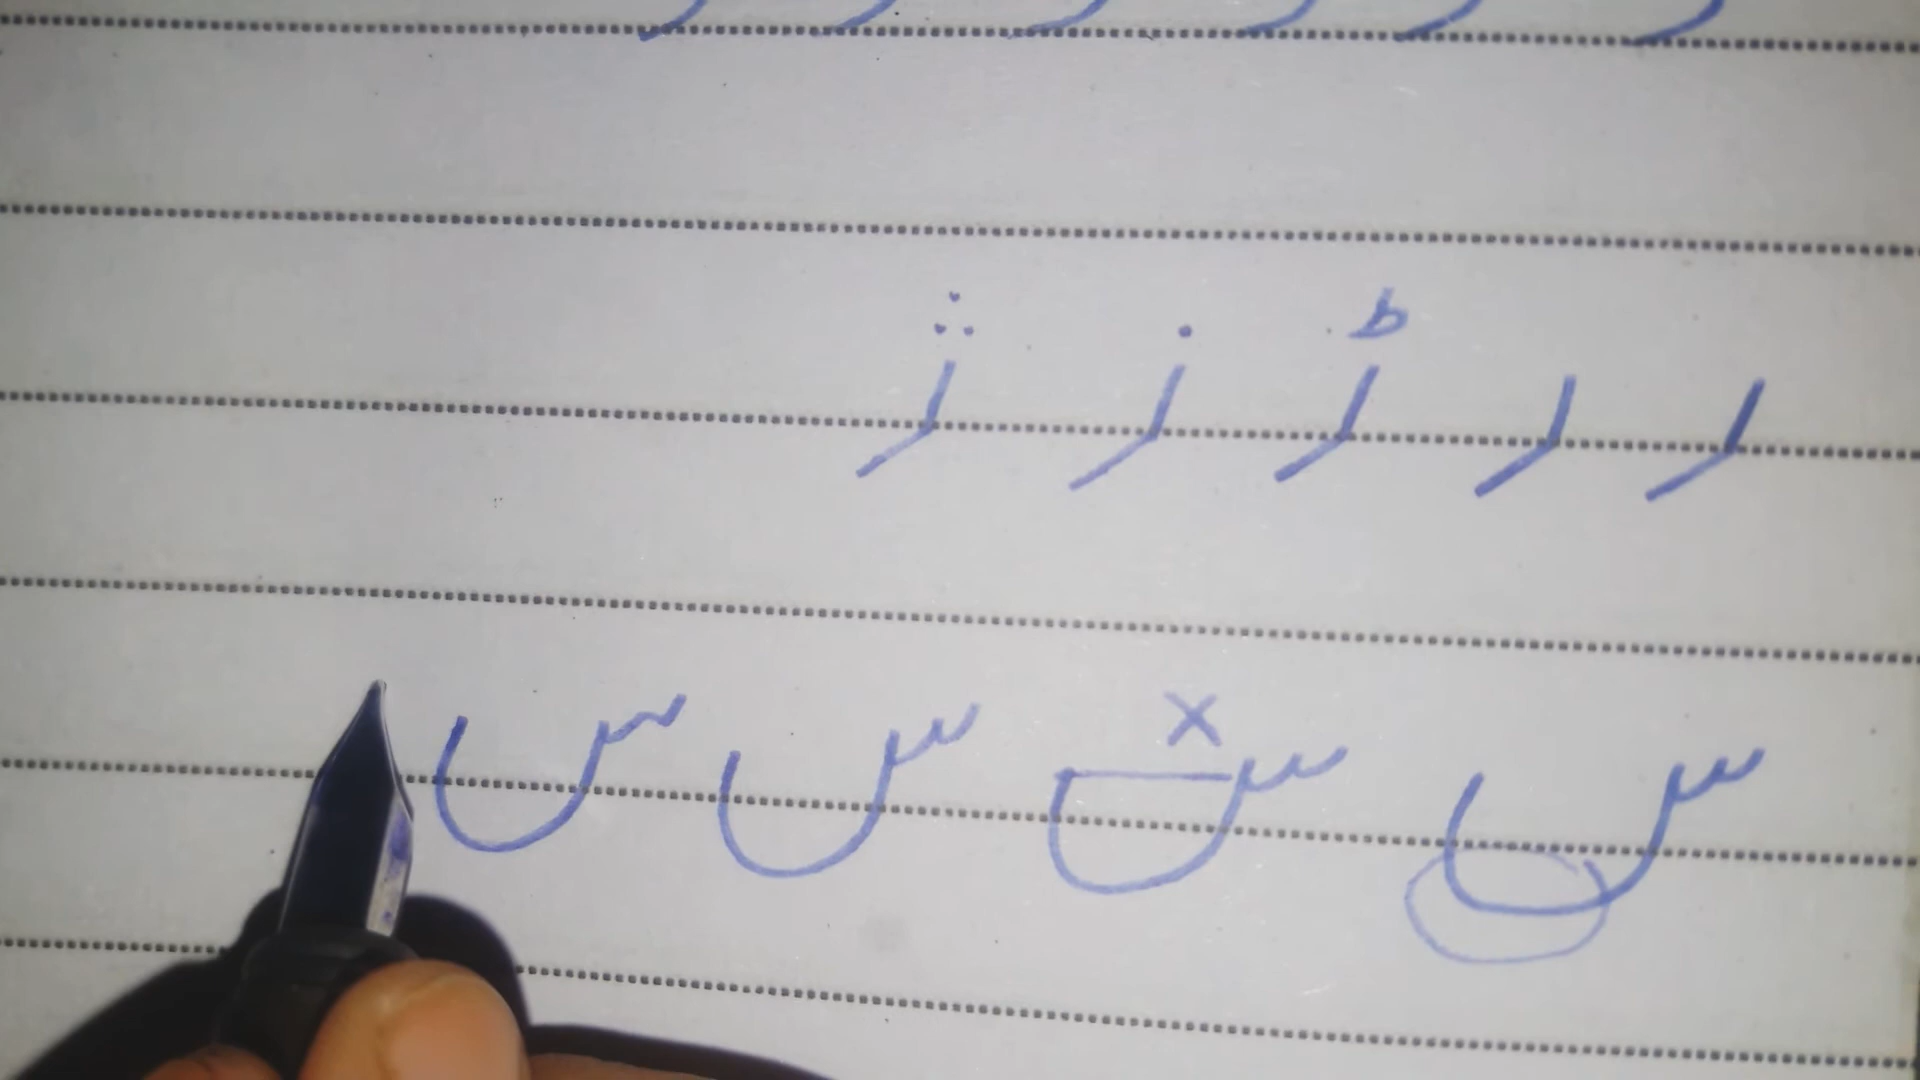 ر ر ڑ ز ژ
س س س س